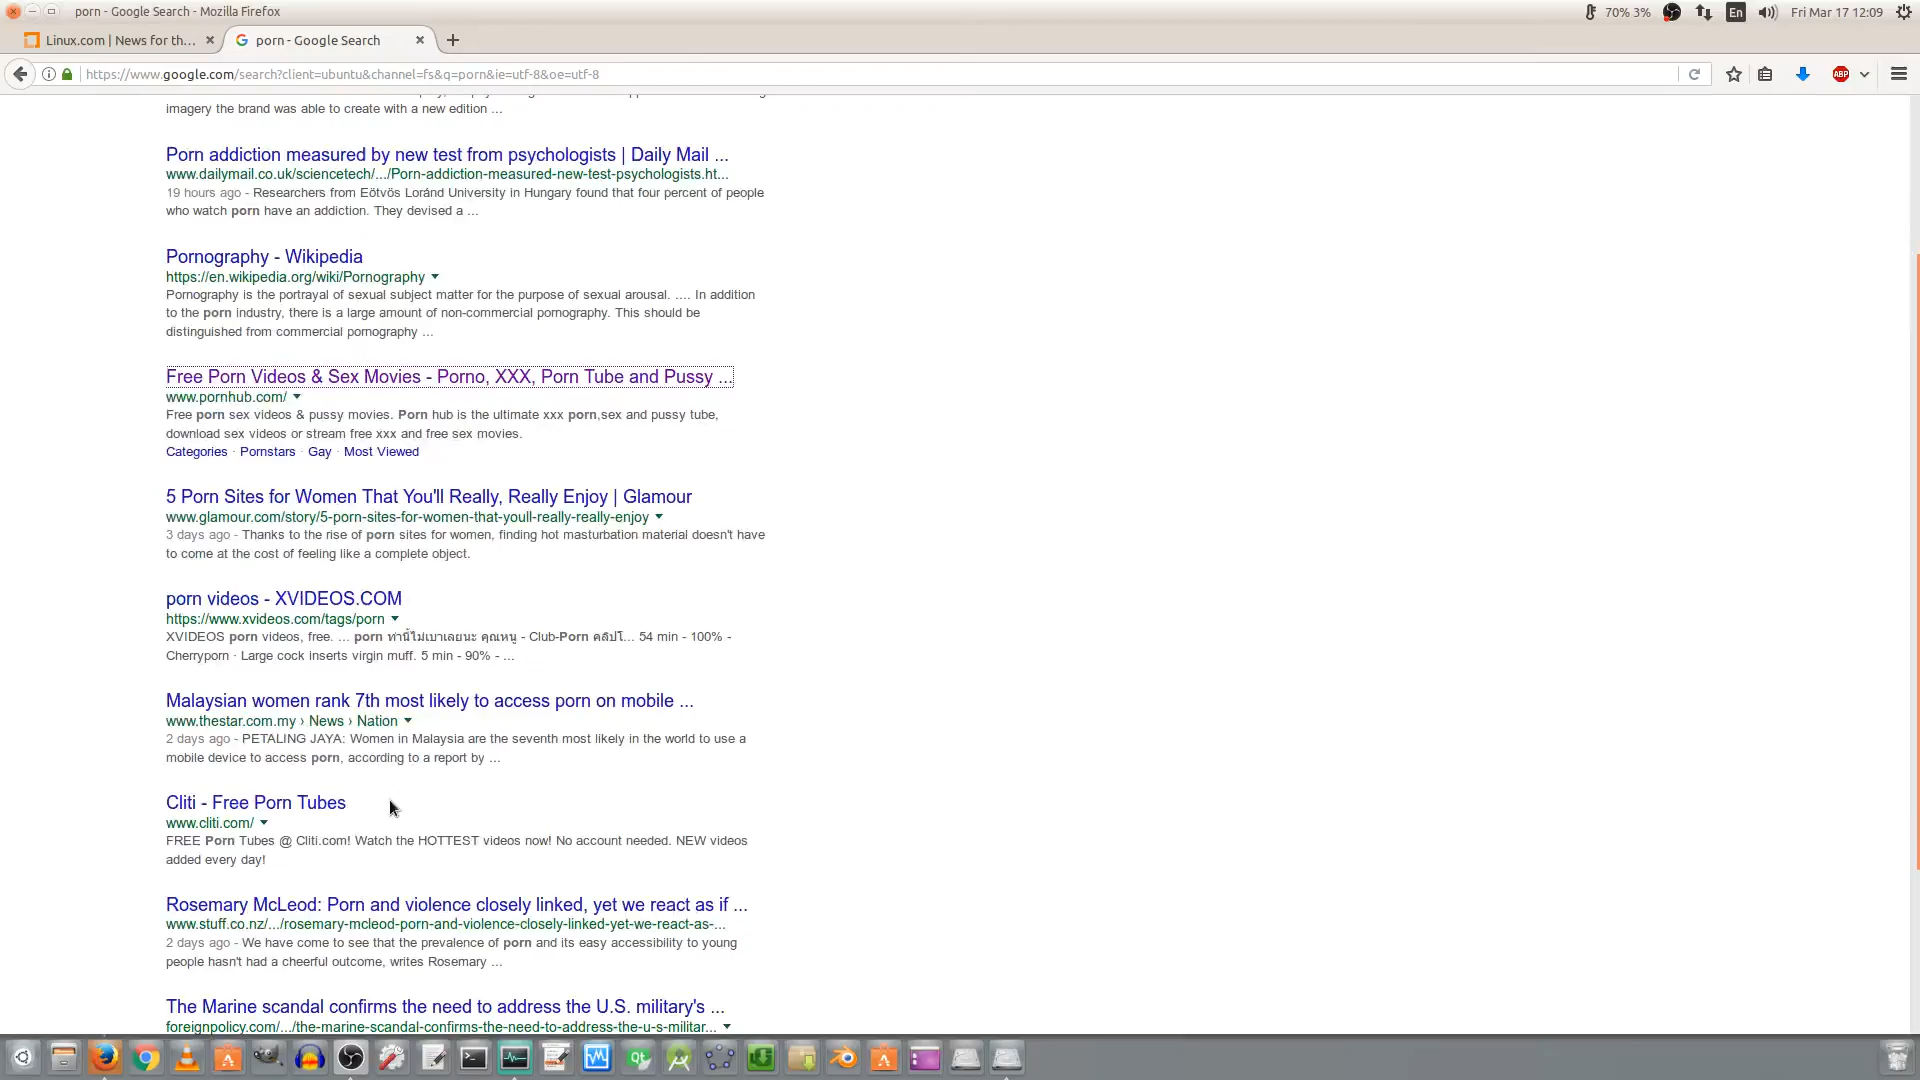 porn - Google Search - Mozilla Firefox
70% 3%
En
Fri Mar 17 12:09
Linux.com | News for th...
porn - Google Search
https://www.google.com/search?client=ubuntu&channel=fs&q=porn&ie=utf-8&oe=utf-8
ABP
imagery the brand was able to create with a new edition ...
Porn addiction measured by new test from psychologists | Daily Mail ...
www.dailymail.co.uk/sciencetech/.../Porn-addiction-measured-new-test-psychologists.ht...
19 hours ago - Researchers from Eötvös Loránd University in Hungary found that four percent of people
who watch porn have an addiction. They devised a ...
Pornography - Wikipedia
https://en.wikipedia.org/wiki/Pornography
Pornography is the portrayal of sexual subject matter for the purpose of sexual arousal. .... In addition
to the porn industry, there is a large amount of non-commercial pornography. This should be
distinguished from commercial pornography ...
Free Porn Videos & Sex Movies - Porno, XXX, Porn Tube and Pussy ...
www.pornhub.com/
Free porn sex videos & pussy movies. Porn hub is the ultimate xxx porn,sex and pussy tube,
download sex videos or stream free xxx and free sex movies.
Categories · Pornstars · Gay · Most Viewed
5 Porn Sites for Women That You'll Really, Really Enjoy | Glamour
www.glamour.com/story/5-porn-sites-for-women-that-youll-really-really-enjoy
3 days ago - Thanks to the rise of porn sites for women, finding hot masturbation material doesn't have
to come at the cost of feeling like a complete object.
porn videos - XVIDEOS.COM
https://www.xvideos.com/tags/porn
XVIDEOS porn videos, free. ... porn ท่านี้ไม่เบาเลยนะ คุณหนู - Club-Porn คลิปโ... 54 min - 100% -
Cherryporn · Large cock inserts virgin muff. 5 min - 90% - ...
Malaysian women rank 7th most likely to access porn on mobile ...
www.thestar.com.my › News › Nation
2 days ago - PETALING JAYA: Women in Malaysia are the seventh most likely in the world to use a
mobile device to access porn, according to a report by ...
Cliti - Free Porn Tubes
www.cliti.com/
FREE Porn Tubes @ Cliti.com! Watch the HOTTEST videos now! No account needed. NEW videos
added every day!
Rosemary McLeod: Porn and violence closely linked, yet we react as if ...
www.stuff.co.nz/.../rosemary-mcleod-porn-and-violence-closely-linked-yet-we-react-as-...
2 days ago - We have come to see that the prevalence of porn and its easy accessibility to young
people hasn't had a cheerful outcome, writes Rosemary ...
The Marine scandal confirms the need to address the U.S. military's ...
foreignpolicy.com/.../the-marine-scandal-confirms-the-need-to-address-the-u-s-militar...
Qt